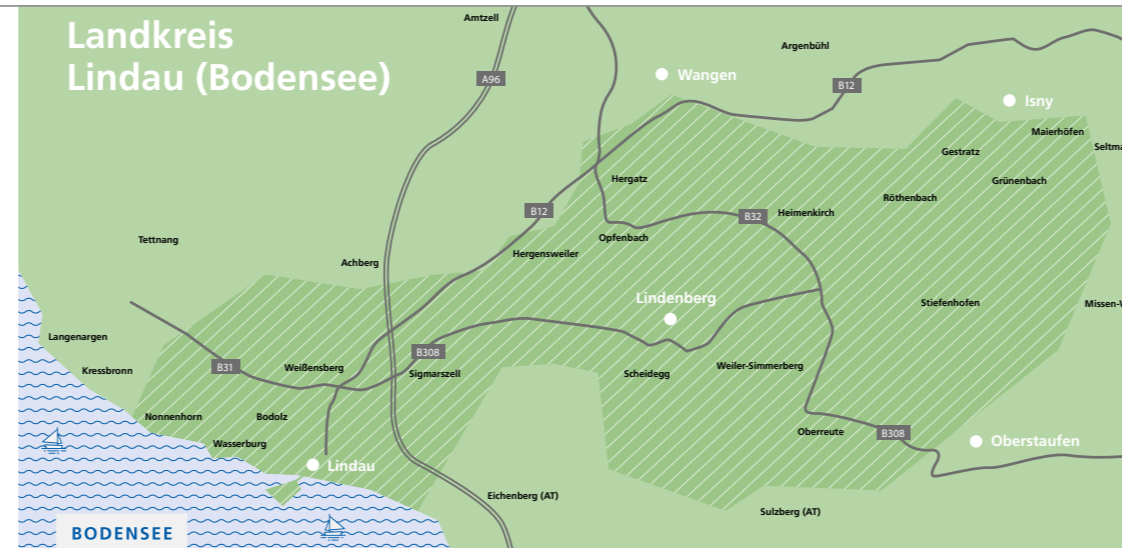 Landkreis
Lindau (Bodensee)
Amtzell
Argenbühl
A96
Wangen
B12
Isny
Maierhöfen
Seltma
Gestratz
Hergatz
Grünenbach
Röthenbach
B12
B32
Heimenkirch
Tettnang
Opfenbach
Hergensweiler
Achberg
Lindenberg
Stiefenhofen
Missen-W
Langenargen
B308
Kressbronn
B31
Weißensberg
Sigmarszell
Scheidegg
Weiler-Simmerberg
Nonnenhorn
Bodolz
Wasserburg
Oberreute
B308
Oberstaufen
Lindau
Eichenberg (AT)
Sulzberg (AT)
BODENSEE